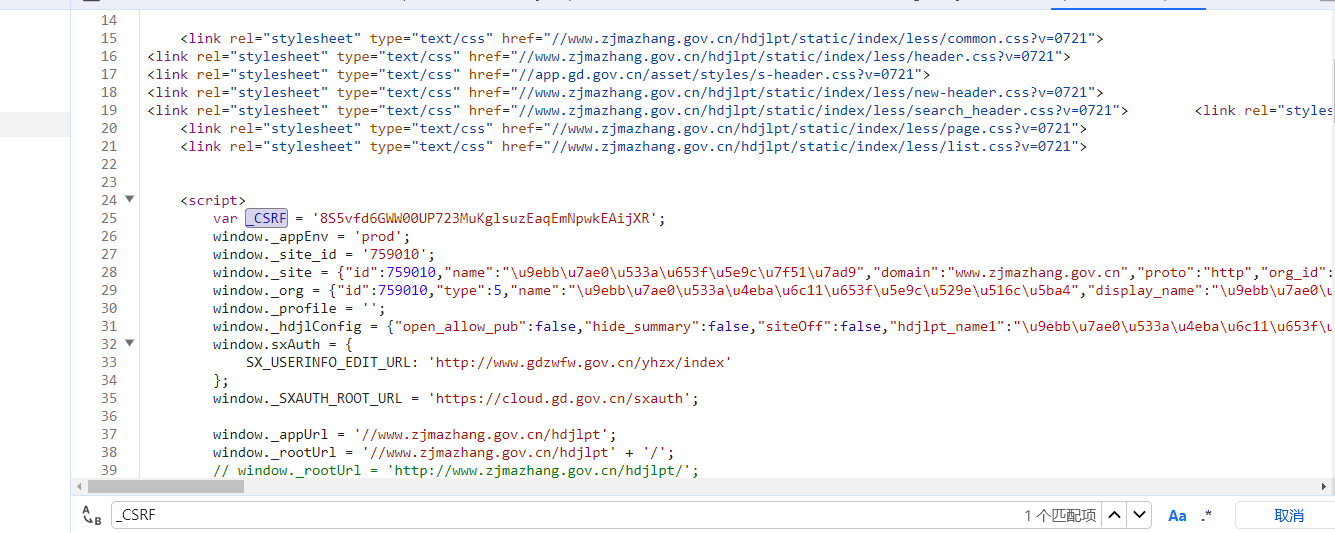 14
15 <link rel="stylesheet" type="text/css" href="//www.zjmazhang.gov.cn/hdjlpt/static/index/less/common.css?v=0721">
16 <link rel="stylesheet" type="text/css" href="//www.zjmazhang.gov.cn/hdjlpt/static/index/less/header.css?v=0721">
17 <link rel="stylesheet" type="text/css" href="//app.gd.gov.cn/asset/styles/s-header.css?v=0721">
18 <link rel="stylesheet" type="text/css" href="//www.zjmazhang.gov.cn/hdjlpt/static/index/less/new-header.css?v=0721">
19 <link rel="stylesheet" type="text/css" href="//www.zjmazhang.gov.cn/hdjlpt/static/index/less/search_header.css?v=0721"> <link rel="styles
20 <link rel="stylesheet" type="text/css" href="//www.zjmazhang.gov.cn/hdjlpt/static/index/less/page.css?v=0721">
21 <link rel="stylesheet" type="text/css" href="//www.zjmazhang.gov.cn/hdjlpt/static/index/less/list.css?v=0721">
22
23
24 <script>
25 var _CSRF = '8S5vfd6GWW00UP723MuKglsuzEaqEmNpwkEAijXR';
26 window._appEnv = 'prod';
27 window._site_id = '759010';
28 window._site = {"id":759010,"name":"\u9ebb\u7ae0\u533a\u653f\u5e9c\u7f51\u7ad9","domain":"www.zjmazhang.gov.cn","proto":"http","org_id":
29 window._org = {"id":759010,"type":5,"name":"\u9ebb\u7ae0\u533a\u4eba\u6c11\u653f\u5e9c\u529e\u516c\u5ba4","display_name":"\u9ebb\u7ae0\u
30 window._profile = '';
31 window._hdjlConfig = {"open_allow_pub":false,"hide_summary":false,"siteOff":false,"hdjlpt_name1":"\u9ebb\u7ae0\u533a\u4eba\u6c11\u653f\u
32 window.sxAuth = {
33 SX_USERINFO_EDIT_URL: 'http://www.gdzwfw.gov.cn/yhzx/index'
34 };
35 window._SXAUTH_ROOT_URL = 'https://cloud.gd.gov.cn/sxauth';
36
37 window._appUrl = '//www.zjmazhang.gov.cn/hdjlpt';
38 window._rootUrl = '//www.zjmazhang.gov.cn/hdjlpt' + '/';
39 // window._rootUrl = 'http://www.zjmazhang.gov.cn/hdjlpt/';
A B _CSRF 1 个匹配项 Aa .* 取消